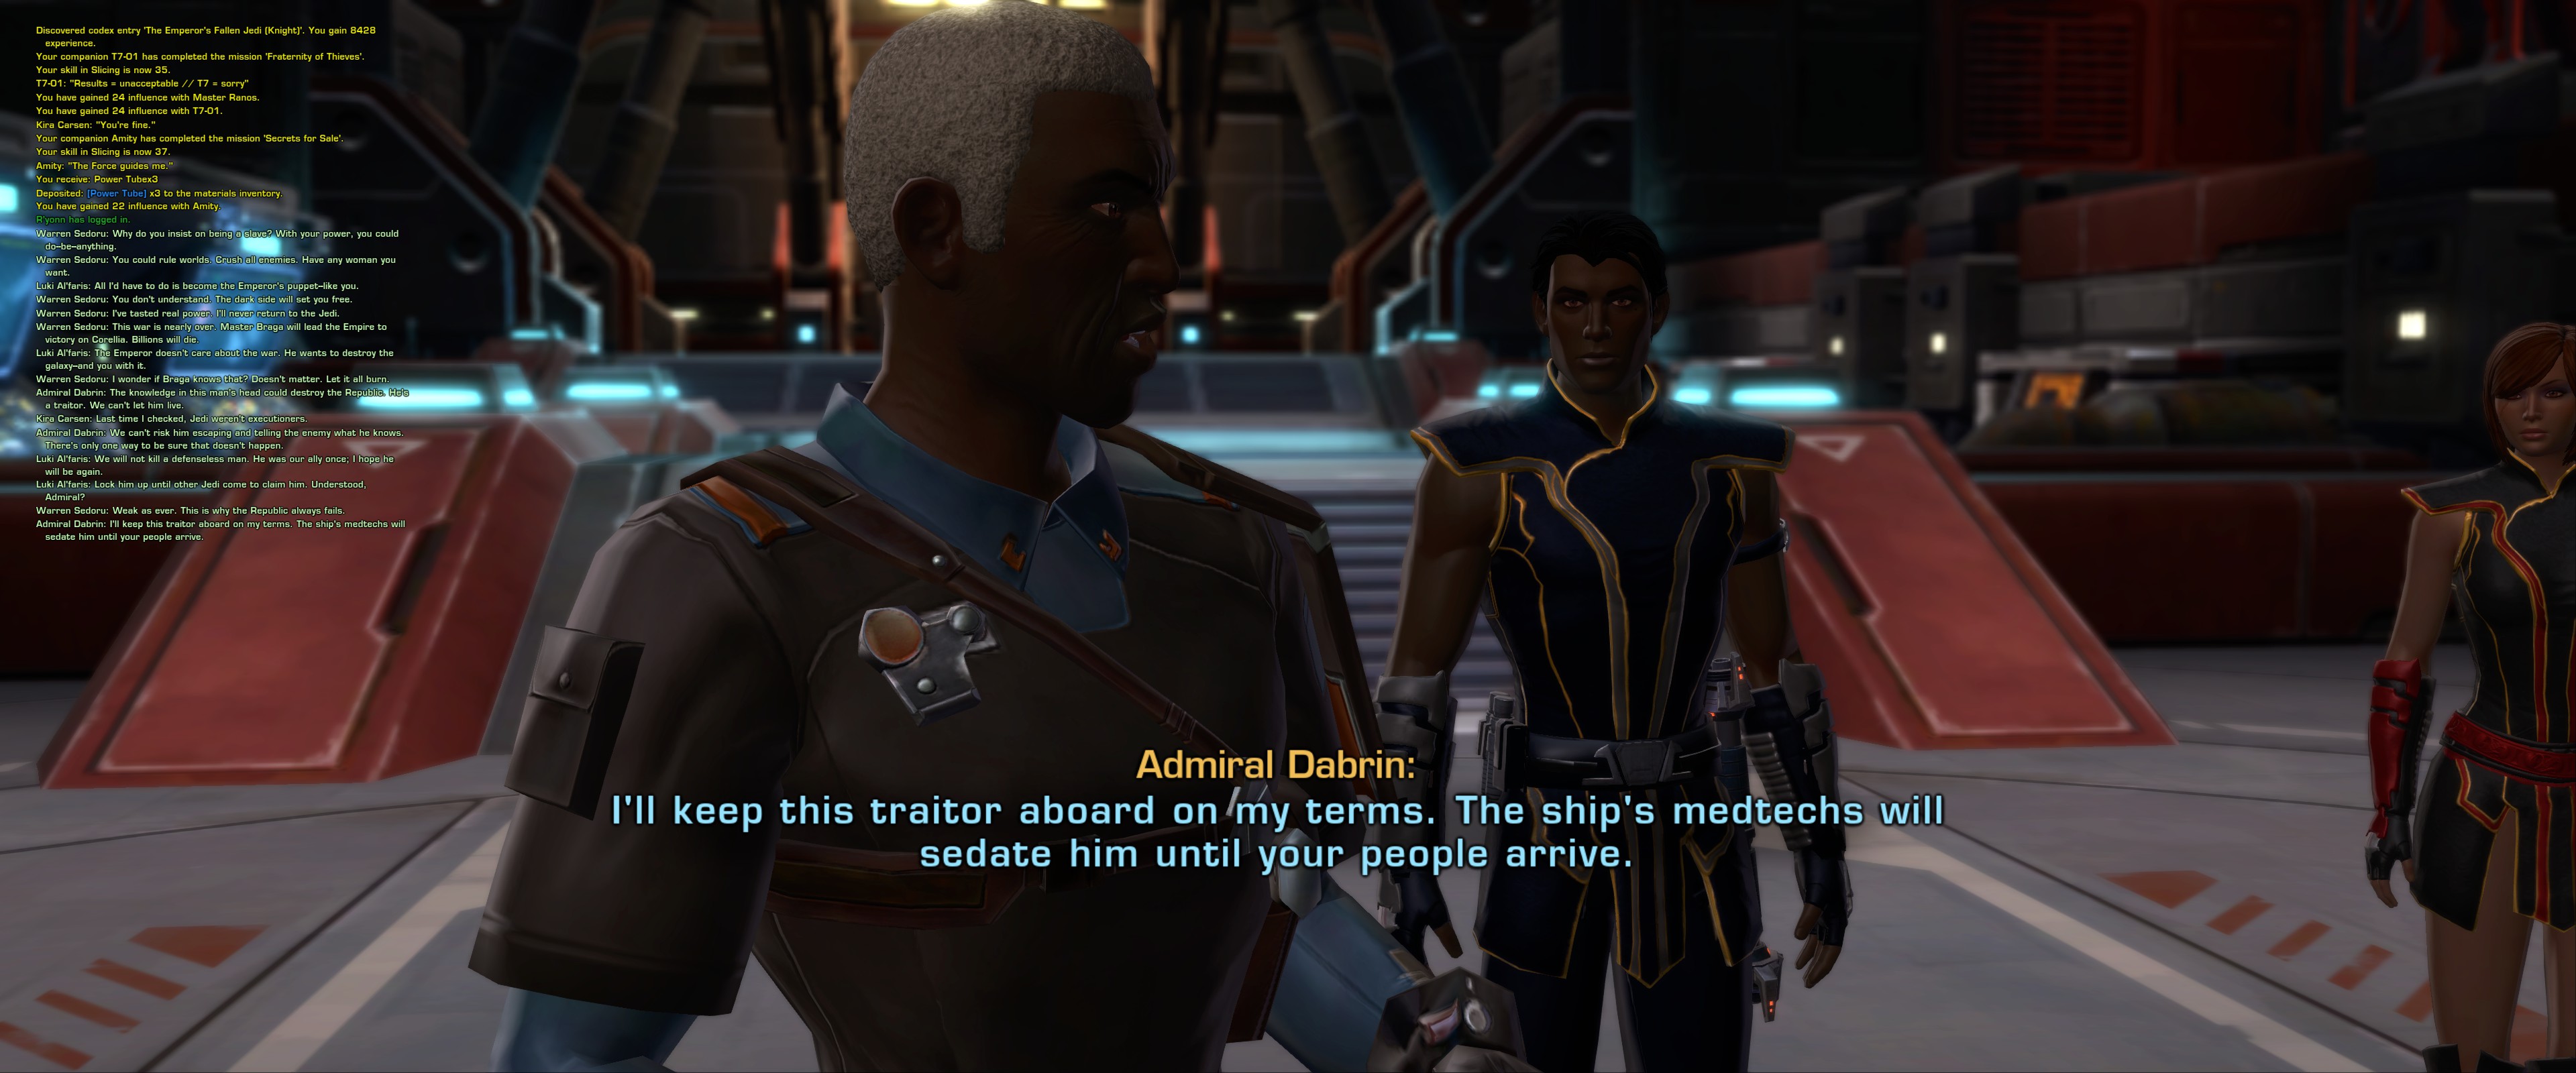 Discovered codex entry 'The Emperor's Fallen Jedi (Knight)'. You gain 8428
experience.
Your companion T7-01 has completed the mission 'Fraternity of Thieves'.
Your skill in Slicing is now 35.
T7-01: "Results = unacceptable // T7 = sorry"
You have gained 24 influence with Master Ranos.
You have gained 24 influence with T7-01.
Kira Carsen: "You're fine."
Your companion Amity has completed the mission 'Secrets for Sale'.
Your skill in Slicing is now 37.
Amity: "The Force guides me."
You receive: Power Tubex3
Deposited: [Power Tube] x3 to the materials inventory.
You have gained 22 influence with Amity.
R'yonn has logged in.
Warren Sedoru: Why do you insist on being a slave? With your power, you could
do—be—anything.
Warren Sedoru: You could rule worlds. Crush all enemies. Have any woman you
want.
Luki Al'faris: All I'd have to do is become the Emperor's puppet—like you.
Warren Sedoru: You don't understand. The dark side will set you free.
Warren Sedoru: I've tasted real power. I'll never return to the Jedi.
Warren Sedoru: This war is nearly over. Master Braga will lead the Empire to
victory on Corellia. Billions will die.
Luki Al'faris: The Emperor doesn't care about the war. He wants to destroy the
galaxy—and you with it.
Warren Sedoru: I wonder if Braga knows that? Doesn't matter. Let it all burn.
Admiral Dabrin: The knowledge in this man's head could destroy the Republic. He's
a traitor. We can't let him live.
Kira Carsen: Last time I checked, Jedi weren't executioners.
Admiral Dabrin: We can't risk him escaping and telling the enemy what he knows.
There's only one way to be sure that doesn't happen.
Luki Al'faris: We will not kill a defenseless man. He was our ally once; I hope he
will be again.
Luki Al'faris: Lock him up until other Jedi come to claim him. Understood,
Admiral?
Warren Sedoru: Weak as ever. This is why the Republic always fails.
Admiral Dabrin: I'll keep this traitor aboard on my terms. The ship's medtechs will
sedate him until your people arrive.
Admiral Dabrin:
I'll keep this traitor aboard on my terms. The ship's medtechs will
sedate him until your people arrive.